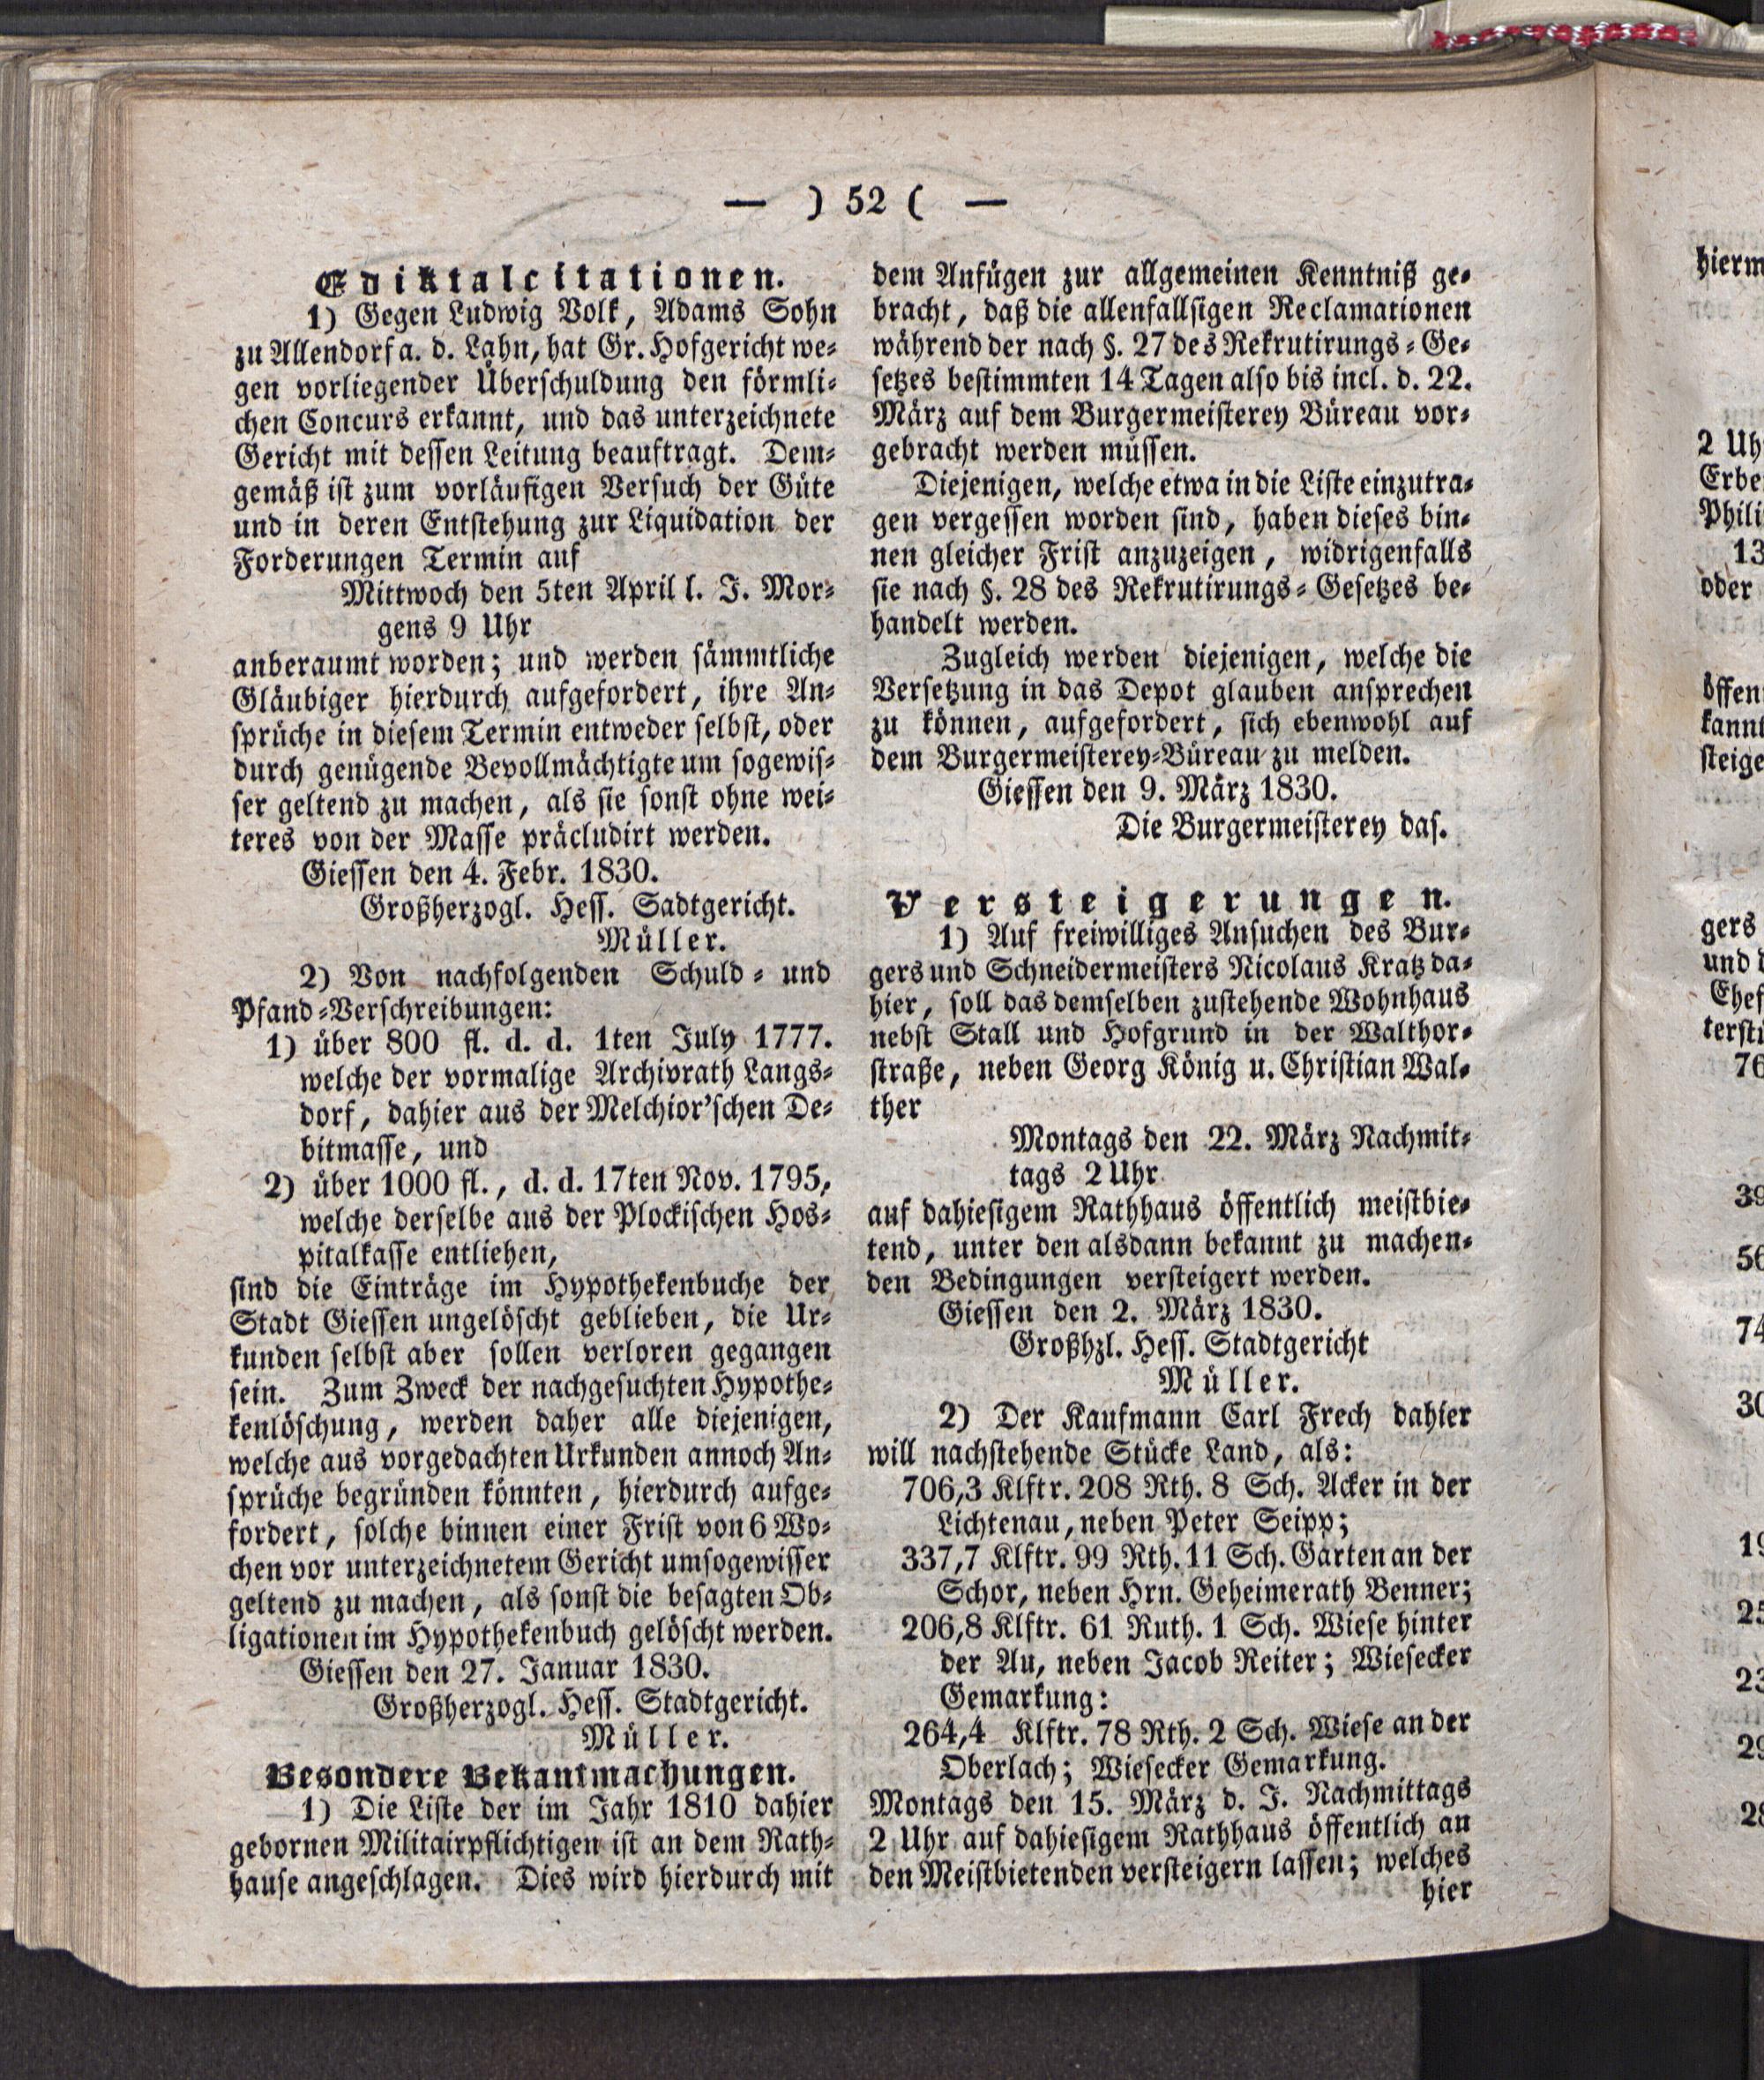 — ) 52 ( —
Ediktalcitationen.
1) Gegen Ludwig Volk, Adams Sohn
zu Allendorf a. d. Lahn, hat Gr. Hofgericht we-
gen vorliegender Überschuldung den förmli-
chen Concurs erkannt, und das unterzeichnete
Gericht mit dessen Leitung beauftragt. Dem-
gemäß ist zum vorläufigen Versuch der Güte
und in deren Entstehung zur Liquidation der
Forderungen Termin auf
Mittwoch den 5ten April l. J. Mor-
gens 9 Uhr
anberaumt worden; und werden sämmtliche
Gläubiger hierdurch aufgefordert, ihre An-
sprüche in diesem Termin entweder selbst, oder
durch genügende Bevollmächtigte um sogewis-
ser geltend zu machen, als sie sonst ohne wei-
teres von der Masse präcludirt werden.
Giessen den 4. Febr. 1830.
Großherzogl. Hess. Sadtgericht.
Müller.
2) Von nachfolgenden Schuld- und
Pfand-Verschreibungen:
1) über 800 fl. d. d. 1ten July 1777.
welche der vormalige Archivrath Langs-
dorf, dahier aus der Melchior'schen De-
bitmasse, und
2) über 1000 fl., d. d. 17ten Nov. 1795,
welche derselbe aus der Plockischen Hos-
pitalkasse entliehen,
sind die Einträge im Hypothekenbuche der
Stadt Giessen ungelöscht geblieben, die Ur-
kunden selbst aber sollen verloren gegangen
sein. Zum Zweck der nachgesuchten Hypothe-
kenlöschung, werden daher alle diejenigen,
welche aus vorgedachten Urkunden annoch An-
sprüche begründen könnten, hierdurch aufge-
fordert, solche binnen einer Frist von 6 Wo-
chen vor unterzeichnetem Gericht umsogewisser
geltend zu machen, als sonst die besagten Ob-
ligationen im Hypothekenbuch gelöscht werden.
Giessen den 27. Januar 1830.
Großherzogl. Hess. Stadtgericht.
Müller.
Besondere Bekantmachungen.
1) Die Liste der im Jahr 1810 dahier
gebornen Militairpflichtigen ist an dem Rath-
hause angeschlagen. Dies wird hierdurch mit
dem Anfügen zur allgemeinen Kenntniß ge-
bracht, daß die allenfallsigen Reclamationen
während der nach §. 27 des Rekrutirungs-Ge-
setzes bestimmten 14 Tagen also bis incl. d. 22.
März auf dem Burgermeisterey Büreau vor-
gebracht werden müssen.
Diejenigen, welche etwa in die Liste einzutra-
gen vergessen worden sind, haben dieses bin-
nen gleicher Frist anzuzeigen, widrigenfalls
sie nach §. 28 des Rekrutirungs-Gesetzes be-
handelt werden.
Zugleich werden diejenigen, welche die
Versetzung in das Depot glauben ansprechen
zu können, aufgefordert, sich ebenwohl auf
dem Burgermeisterey-Büreau zu melden.
Giessen den 9. März 1830.
Die Burgermeisterey das.
Versteigerungen.
1) Auf freiwilliges Ansuchen des Bur-
gers und Schneidermeisters Nicolaus Kratz da-
hier, soll das demselben zustehende Wohnhaus
nebst Stall und Hofgrund in der Walthor-
straße, neben Georg König u. Christian Wal-
ther
Montags den 22. März Nachmit-
tags 2 Uhr
auf dahiesigem Rathhaus öffentlich meistbie-
tend, unter den alsdann bekannt zu machen-
den Bedingungen versteigert werden.
Giessen den 2. März 1830.
Großhzl. Hess. Stadtgericht
Müller.
2) Der Kaufmann Carl Frech dahier
will nachstehende Stücke Land, als:
706,3 Klftr. 208 Rth. 8 Sch. Acker in der
Lichtenau, neben Peter Seipp;
337,7 Klftr. 99 Rth. 11 Sch. Garten an der
Schor, neben Hrn. Geheimerath Benner;
206,8 Klftr. 61 Ruth. 1 Sch. Wiese hinter
der Au, neben Jacob Reiter; Wiesecker
Gemarkung:
264,4 Klftr. 78 Rth. 2 Sch. Wiese an der
Oberlach; Wiesecker Gemarkung.
Montags den 15. März d. J. Nachmittags
2 Uhr auf dahiesigem Rathhaus öffentlich an
den Meistbietenden versteigern lassen; welches
hier
hierm
2 Uh
Erbe
Phili
13
oder
öffen
kannt
steige
gers
und
Ehef
terstü
76
39
56
74
30
19
25
23
29
28